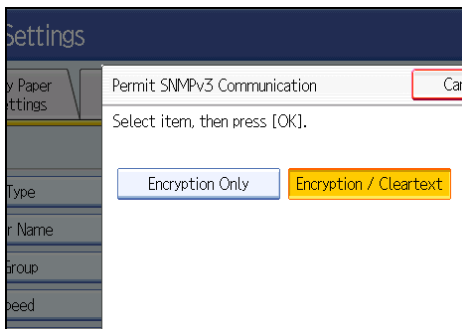 Settings
y Paper
ttings
Permit SNMPv3 Communication
Can
Select item, then press [OK].
Encryption Only
Encryption / Cleartext
Type
r Name
Group
peed